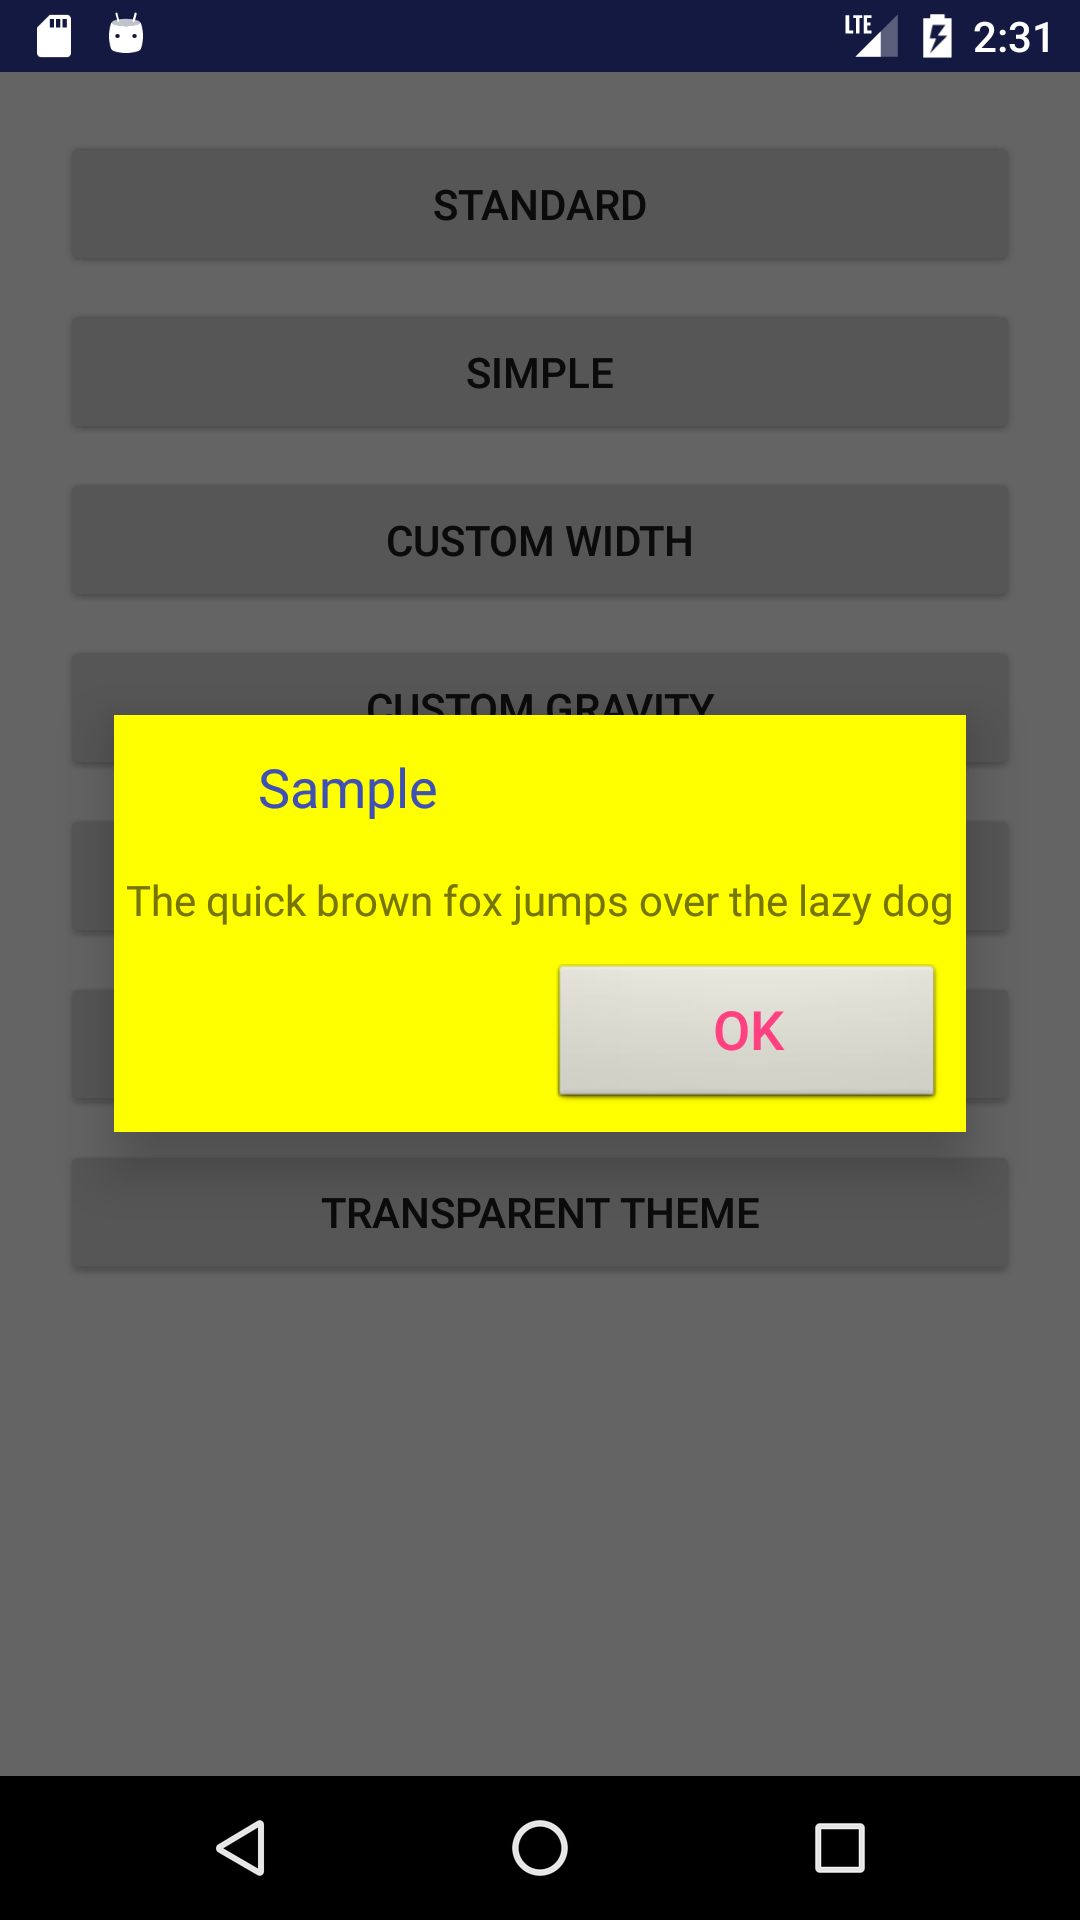 LTE 2:31
STANDARD
SIMPLE
CUSTOM WIDTH
CUSTOM GRAVITY
Sample
The quick brown fox jumps over the lazy dog
OK
TRANSPARENT THEME